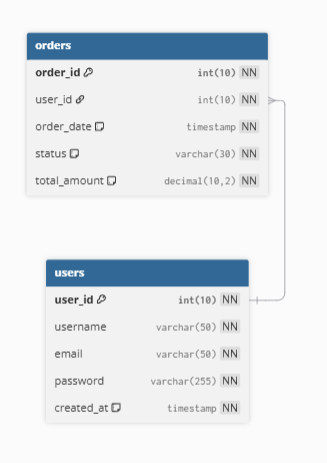 orders
order_id int(10) NN
user_id int(10) NN
order_date timestamp NN
status varchar(30) NN
total_amount decimal(10,2) NN
users
user_id int(10) NN
username varchar(50) NN
email varchar(50) NN
password varchar(255) NN
created_at timestamp NN